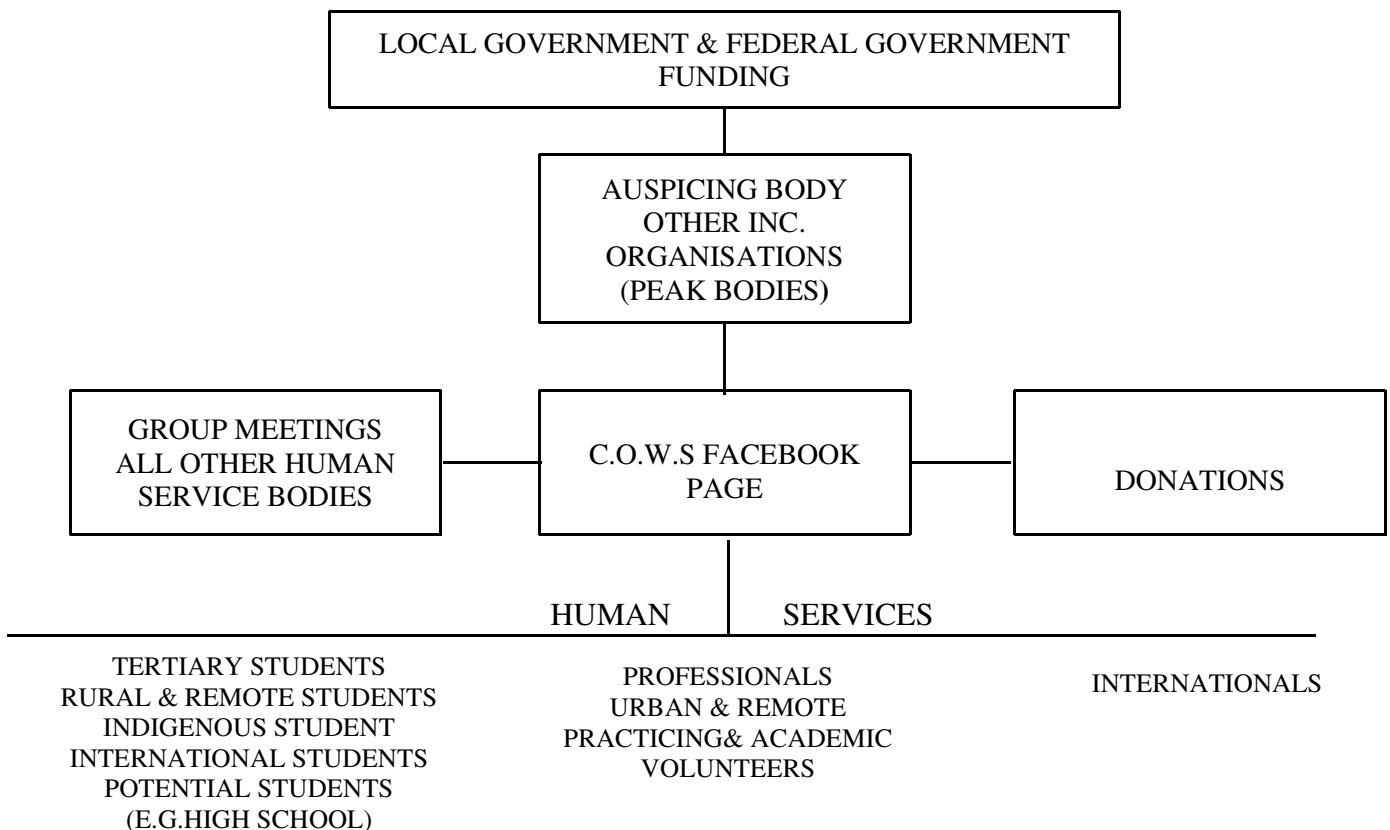 LOCAL GOVERNMENT & FEDERAL GOVERNMENT
FUNDING
AUSPICING BODY
OTHER INC.
ORGANISATIONS
(PEAK BODIES)
GROUP MEETINGS
ALL OTHER HUMAN
SERVICE BODIES
C.O.W.S FACEBOOK
PAGE
DONATIONS
HUMAN SERVICES
TERTIARY STUDENTS
RURAL & REMOTE STUDENTS
INDIGENOUS STUDENT
INTERNATIONAL STUDENTS
POTENTIAL STUDENTS
(E.G.HIGH SCHOOL)
PROFESSIONALS
URBAN & REMOTE
PRACTICING& ACADEMIC
VOLUNTEERS
INTERNATIONALS